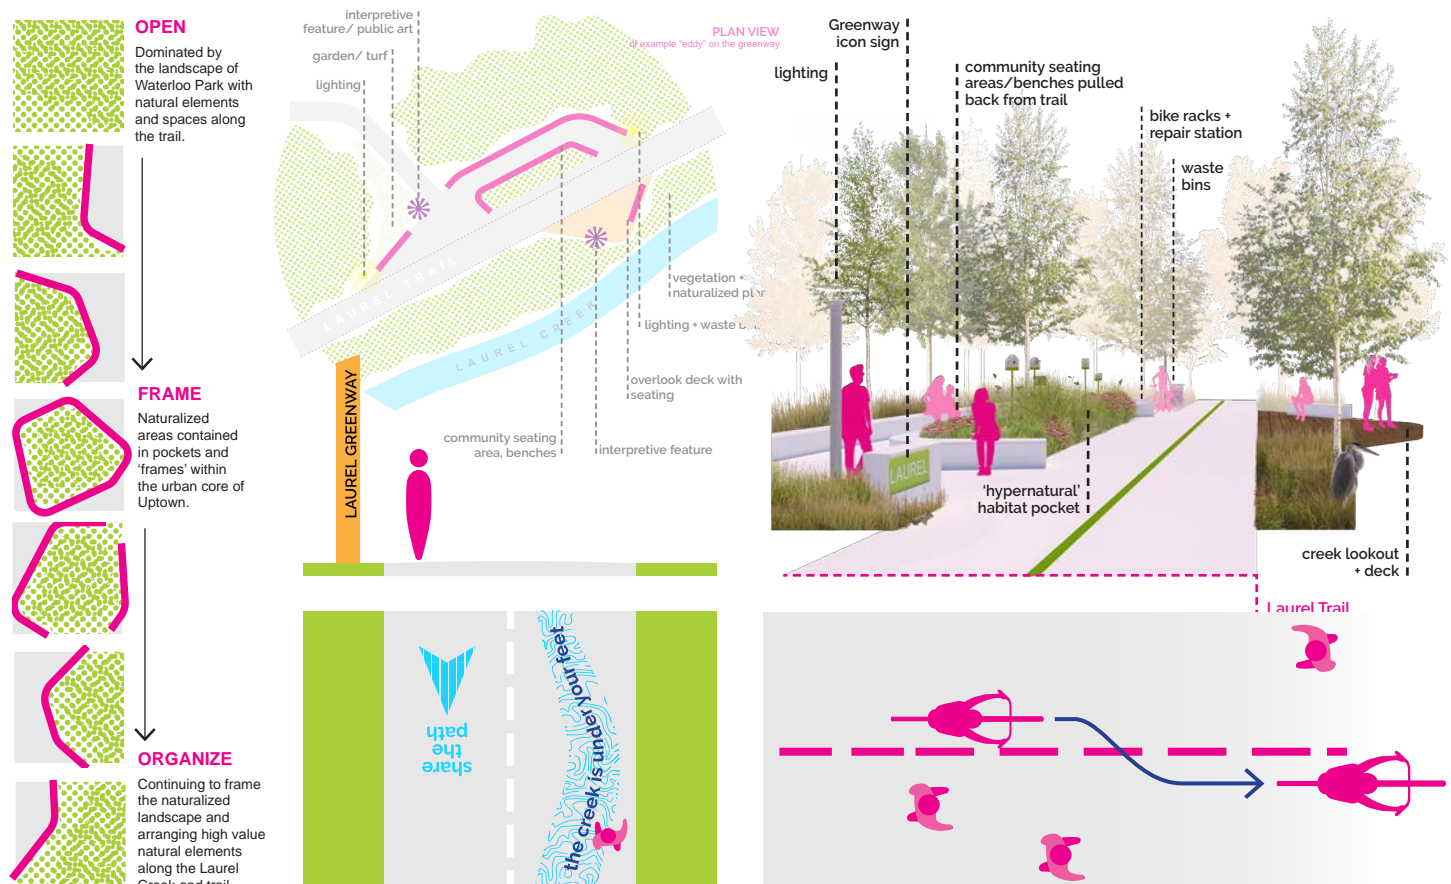 OPEN
Dominated by
the landscape of
Waterloo Park with
natural elements
and spaces along
the trail.
FRAME
Naturalized
areas contained
in pockets and
‘frames’ within
the urban core of
Uptown.
ORGANIZE
Continuing to frame
the naturalized
landscape and
arranging high value
natural elements
along the Laurel
Creek and trail
interpretive
feature/ public art
garden/ turf
lighting
PLAN VIEW
of example “eddy” on the greenway
LAUREL TRAIL
LAUREL CREEK
vegetation +
naturalized
lighting + waste
overlook deck with
seating
community seating
area, benches
interpretive feature
LAUREL GREENWAY
share
the
path
the creek is under your feet
Greenway
icon sign
lighting
community seating
areas/benches pulled
back from trail
bike racks +
repair station
waste
bins
LAUREL
‘hypernatural’
habitat pocket
creek lookout
+ deck
Laurel Trail